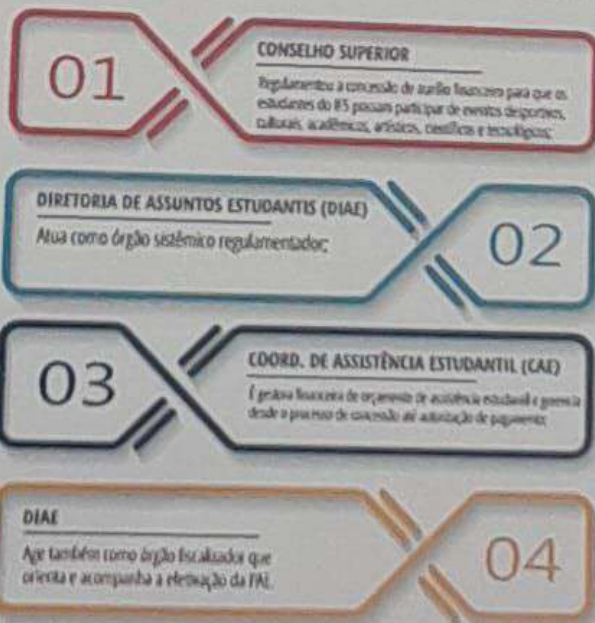 01
CONSELHO SUPERIOR
Regulamentou a concessão de auxílio financeiro para que os
estudantes do IFS possam participar de eventos desportivos,
culturais, acadêmicos, artísticos, científicos e tecnológicos;
DIRETORIA DE ASSUNTOS ESTUDANTIS (DIAE)
Atua como órgão sistêmico regulamentador;
02
03
COORD. DE ASSISTÊNCIA ESTUDANTIL (CAE)
É gestora financeira de orçamento de assistência estudantil e gerencia
desde o processo de concessão até autorização de pagamento;
DIAE
Age também como órgão fiscalizador que
orienta e acompanha a efetivação da PAE.
04